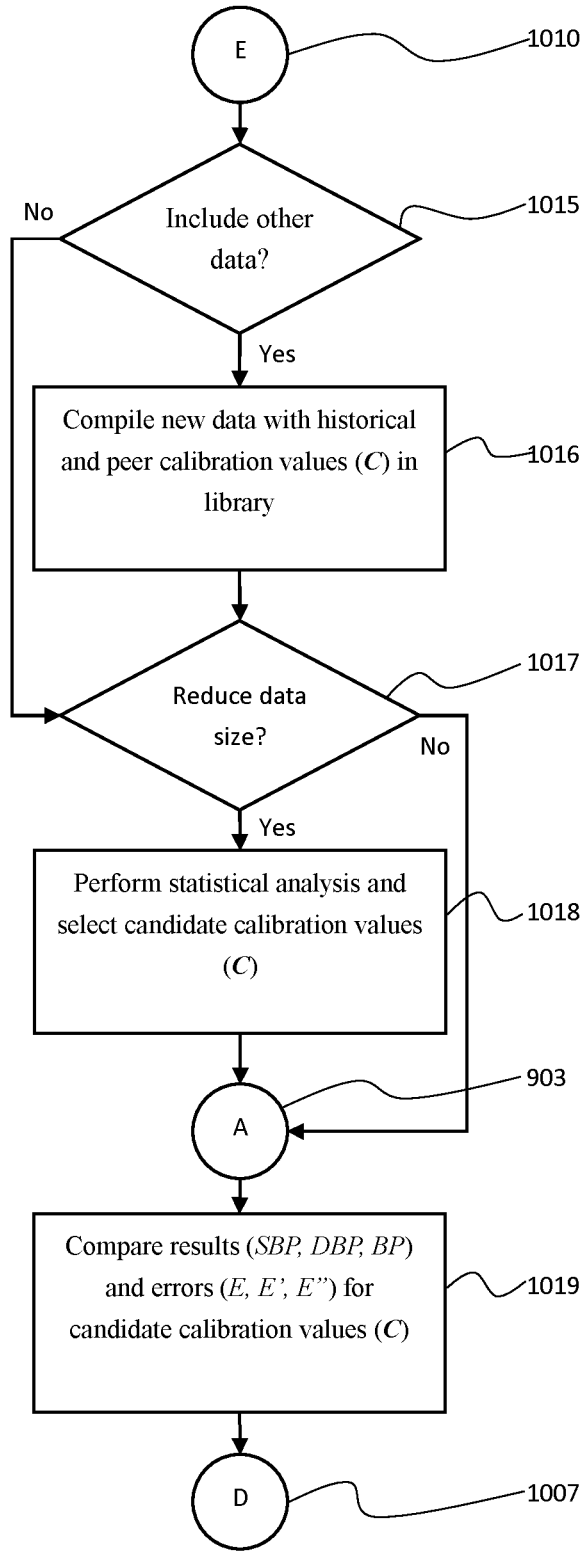 E
1010
No
Include other
data?
1015
Yes
Compile new data with historical
and peer calibration values (C) in
library
1016
Reduce data
size?
1017
No
Yes
Perform statistical analysis and
select candidate calibration values
(C)
1018
A
903
Compare results (SBP, DBP, BP)
and errors (E, E’, E”) for
candidate calibration values (C)
1019
D
1007